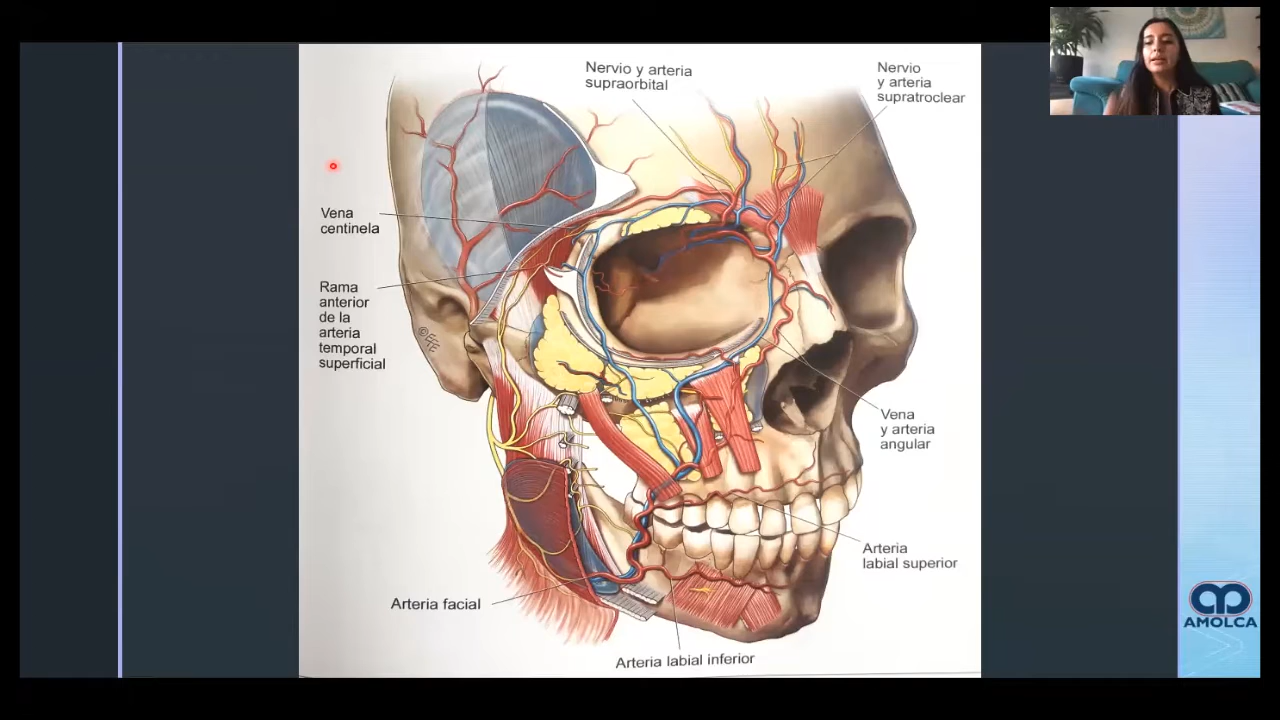 Nervio y arteria
supraorbital
Nervio
y arteria
supratroclear
Vena
centinela
Rama
anterior
de la
arteria
temporal
superficial
Vena
y arteria
angular
Arteria
labial superior
Arteria facial
Arteria labial inferior
AMOLCA